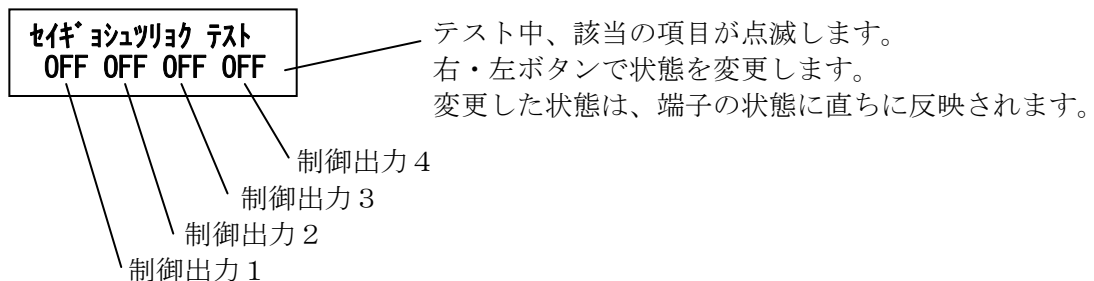 ｾｲｷﾞｮｼｭﾂﾘｮｸ ﾃｽﾄ
OFF OFF OFF OFF
テスト中、該当の項目が点滅します。
右・左ボタンで状態を変更します。
変更した状態は、端子の状態に直ちに反映されます。
制御出力４
制御出力３
制御出力２
制御出力１